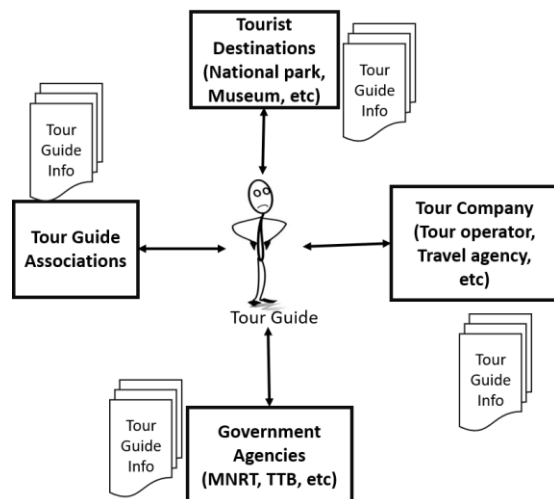 Tourist
Destinations
(National park,
Museum, etc)
Tour
Guide
Info
Tour
Guide
Info
Tour Guide
Associations
Tour Company
(Tour operator,
Travel agency,
etc)
Tour Guide
Tour
Guide
Info
Tour
Guide
Info
Government
Agencies
(MNRT, TTB, etc)